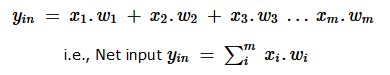 y_in = x_1.w_1 + x_2.w_2 + x_3.w_3 … x_m.w_m
i.e., Net input y_in = ∑_i^m x_i.w_i